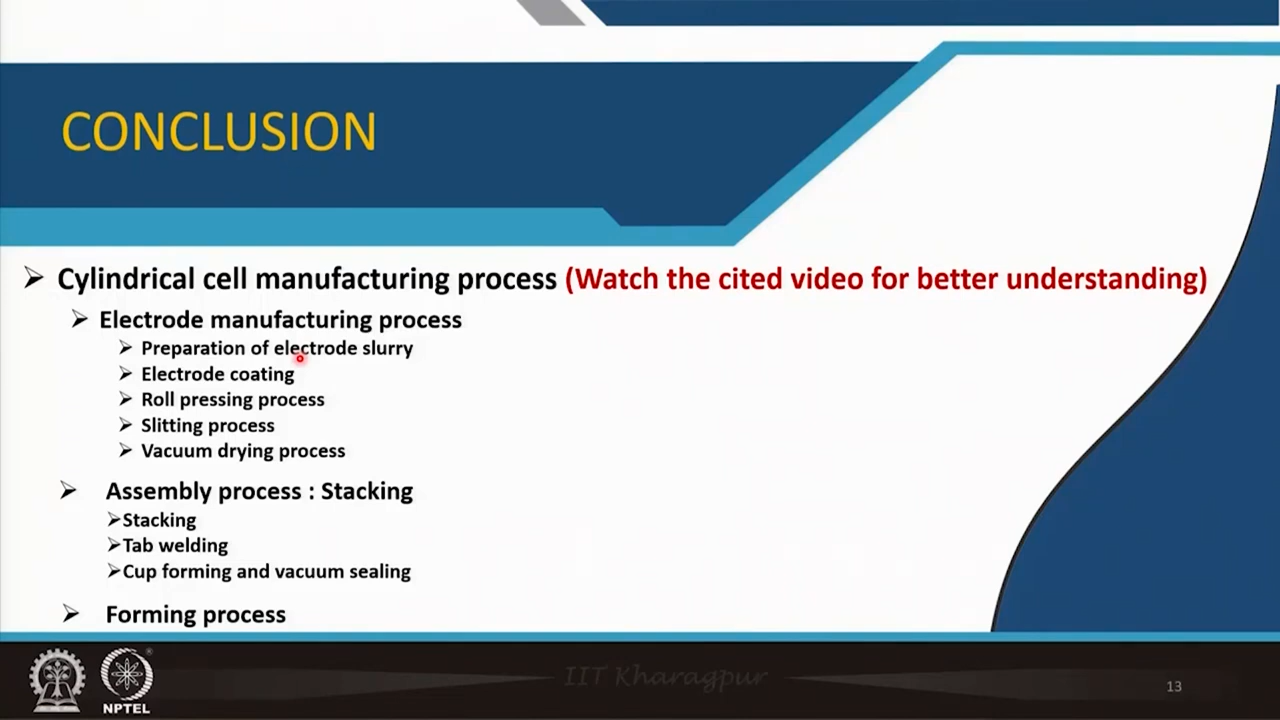 CONCLUSION
➢ Cylindrical cell manufacturing process (Watch the cited video for better understanding)
➢ Electrode manufacturing process
➢ Preparation of electrode slurry
➢ Electrode coating
➢ Roll pressing process
➢ Slitting process
➢ Vacuum drying process
➢ Assembly process : Stacking
➢Stacking
➢Tab welding
➢Cup forming and vacuum sealing
➢ Forming process
NPTEL
IIT Kharagpur
13